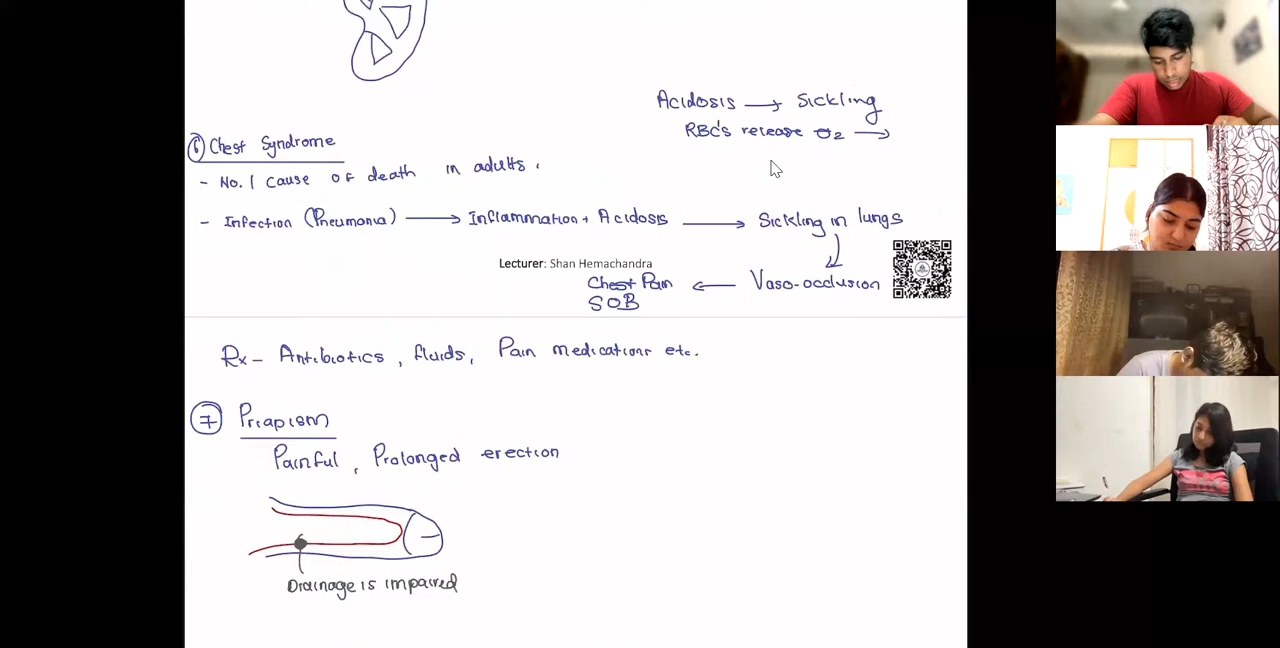 Acidosis → Sickling
RBC's release O2 →
⑥ Chest Syndrome
- No. 1 cause of death in adults.
- Infection (Pneumonia) → Inflammation + Acidosis → Sickling in lungs
Lecturer: Shan Hemachandra
Chest Pain ← Vaso-occlusion
SOB
Rx - Antibiotics, fluids, Pain medications etc.
⑦ Priapism
Painful, Prolonged erection
Drainage is impaired